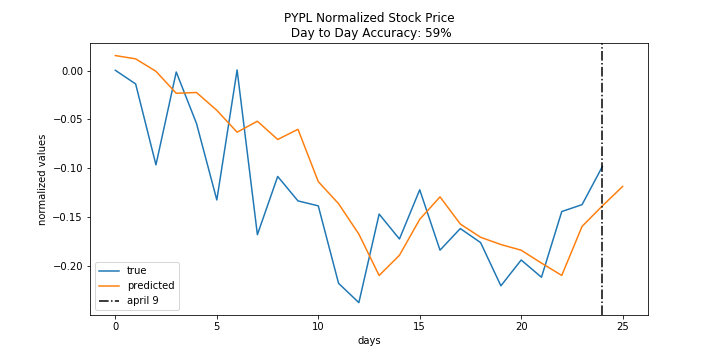 PYPL Normalized Stock Price
Day to Day Accuracy: 59%
normalized values
0.00
−0.05
−0.10
−0.15
−0.20
true
predicted
april 9
0 5 10 15 20 25
days